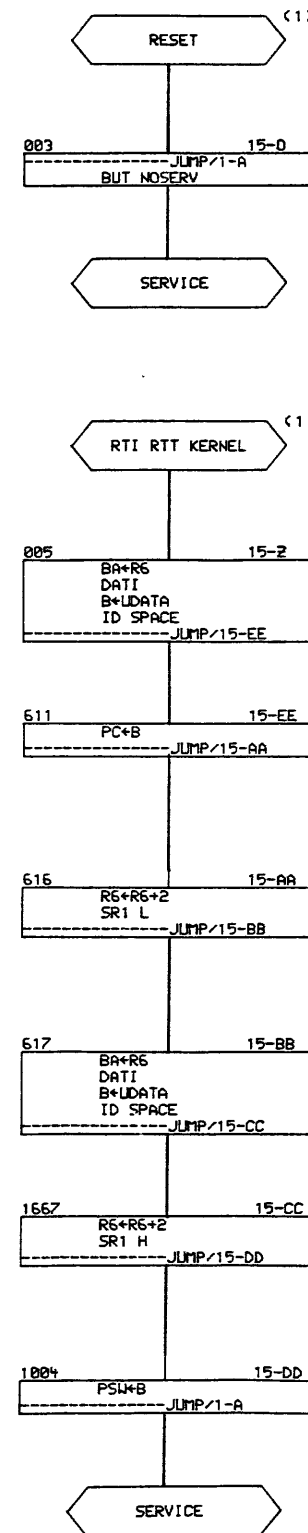 (1
RESET
003 15-D
JUMP/1-A
BUT NOSERV
SERVICE
(1
RTI RTT KERNEL
005 15-Z
BA←R6
DATI
B←UDATA
ID SPACE
JUMP/15-EE
611 15-EE
PC←B
JUMP/15-AA
616 15-AA
R6←R6+2
SR1 L
JUMP/15-BB
617 15-BB
BA←R6
DATI
B←UDATA
ID SPACE
JUMP/15-CC
1667 15-CC
R6←R6+2
SR1 H
JUMP/15-DD
1004 15-DD
PSW←B
JUMP/1-A
SERVICE